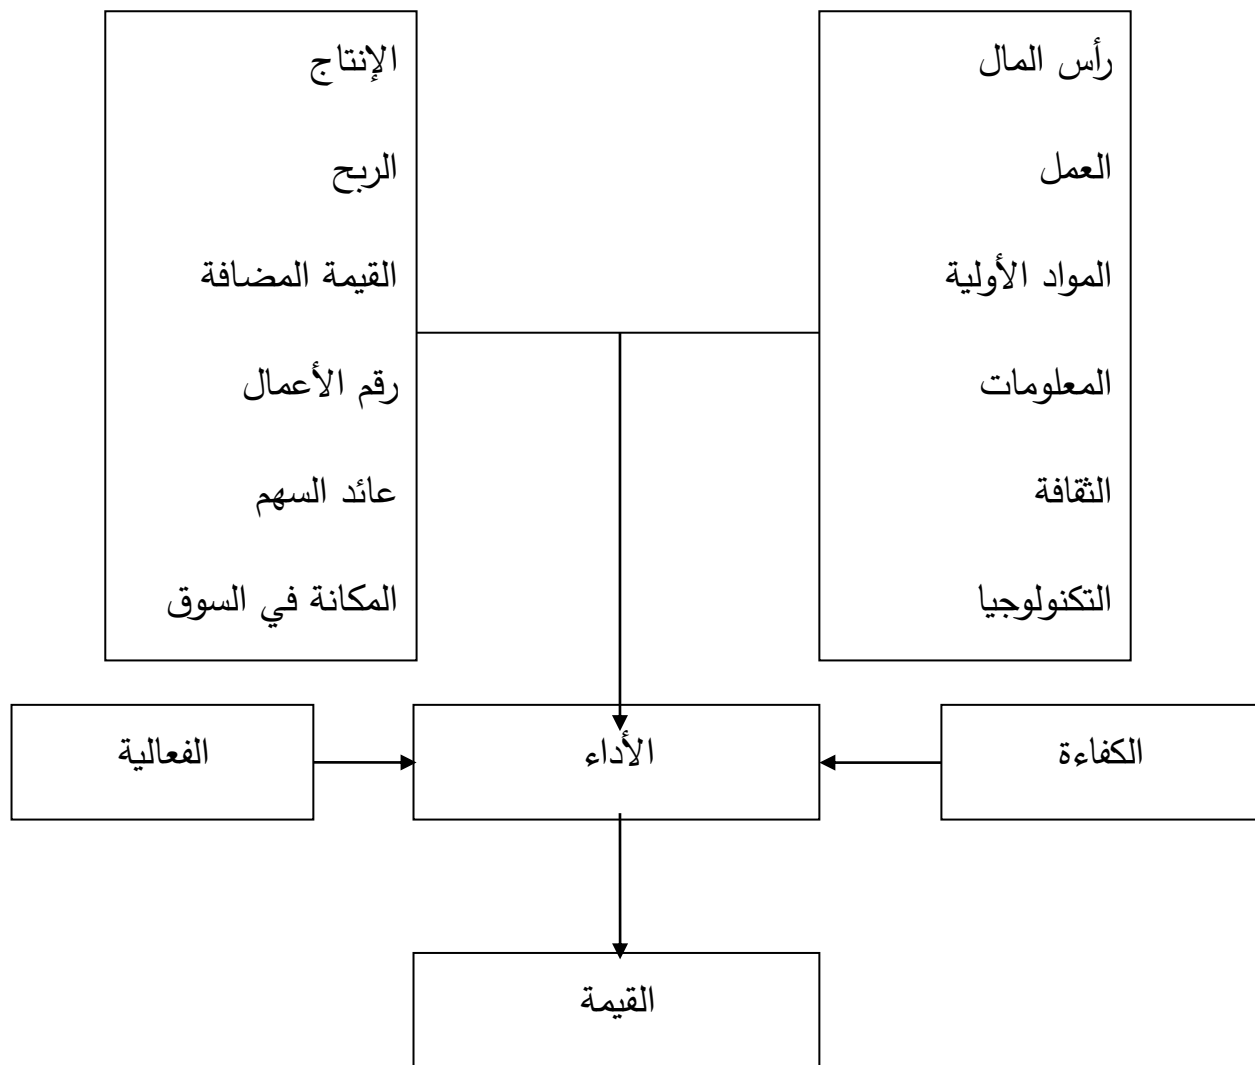 رأس المال
العمل
المواد الأولية
المعلومات
الثقافة
التكنولوجيا
الإنتاج
الربح
القيمة المضافة
رقم الأعمال
عائد السهم
المكانة في السوق
الكفاءة
الأداء
الفعالية
القيمة